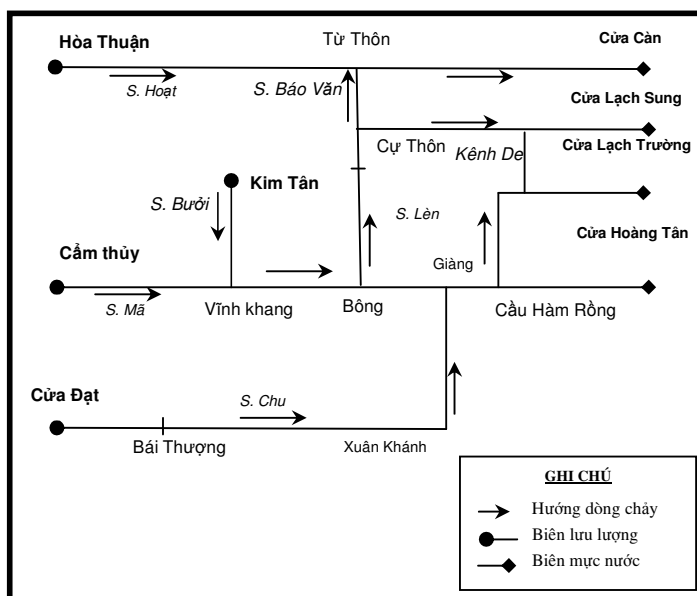 Từ Thôn
Cửa Càn
Hòa Thuận
S. Hoạt
S. Báo Văn
Cửa Lạch Sung
Cự Thôn
Kênh De
Cửa Lạch Trường
Kim Tân
S. Bưởi
S. Lèn
Cửa Hoàng Tân
Cẩm thủy
Giàng
S. Mã
Vĩnh khang
Bông
Cầu Hàm Rồng
Cửa Đạt
S. Chu
Bái Thượng
Xuân Khánh
GHI CHÚ
Hướng dòng chảy
Biên lưu lượng
Biên mực nước